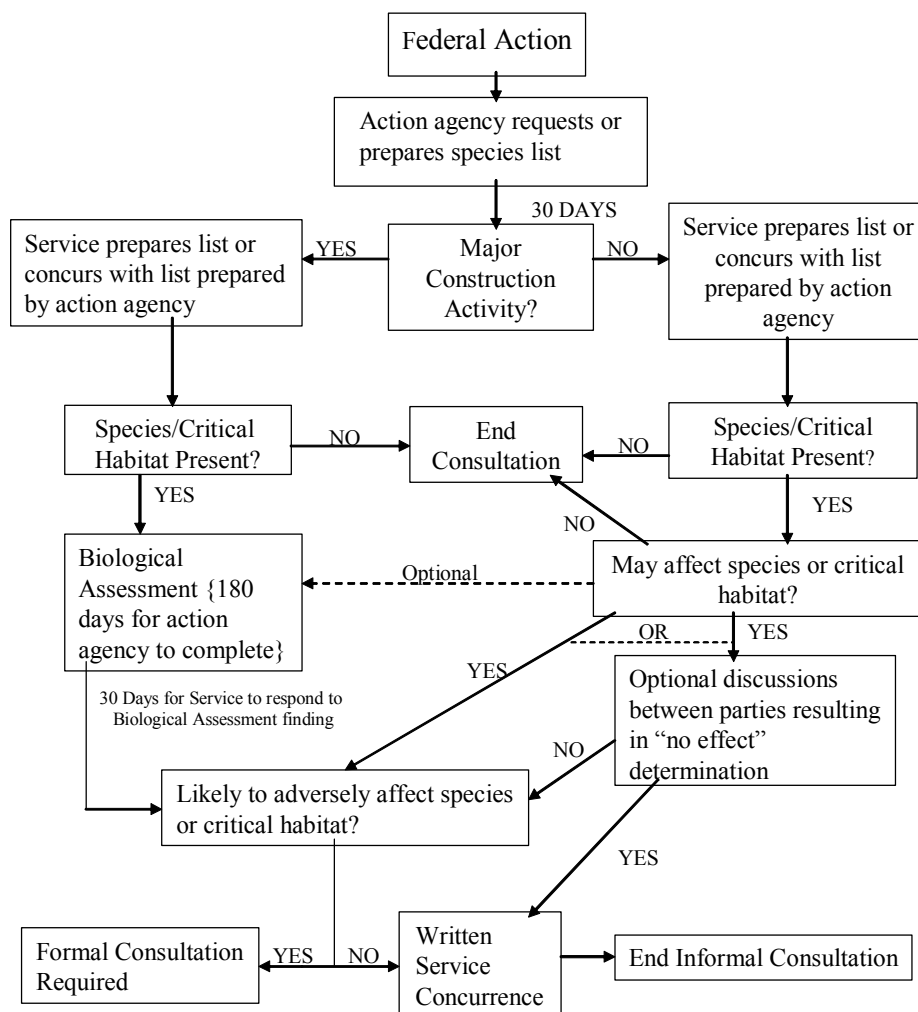 Federal Action
Action agency requests or
prepares species list
30 DAYS
Service prepares list or
concurs with list prepared
by action agency
YES
Major
Construction
Activity?
NO
Service prepares list or
concurs with list
prepared by action
agency
Species/Critical
Habitat Present?
NO
End
Consultation
NO
Species/Critical
Habitat Present?
YES
YES
NO
Biological
Assessment {180
days for action
agency to complete}
Optional
May affect species or critical
habitat?
OR
YES
YES
30 Days for Service to respond to
Biological Assessment finding
Optional discussions
between parties resulting
in “no effect”
determination
NO
Likely to adversely affect species
or critical habitat?
YES
Formal Consultation
Required
YES
NO
Written
Service
Concurrence
End Informal Consultation